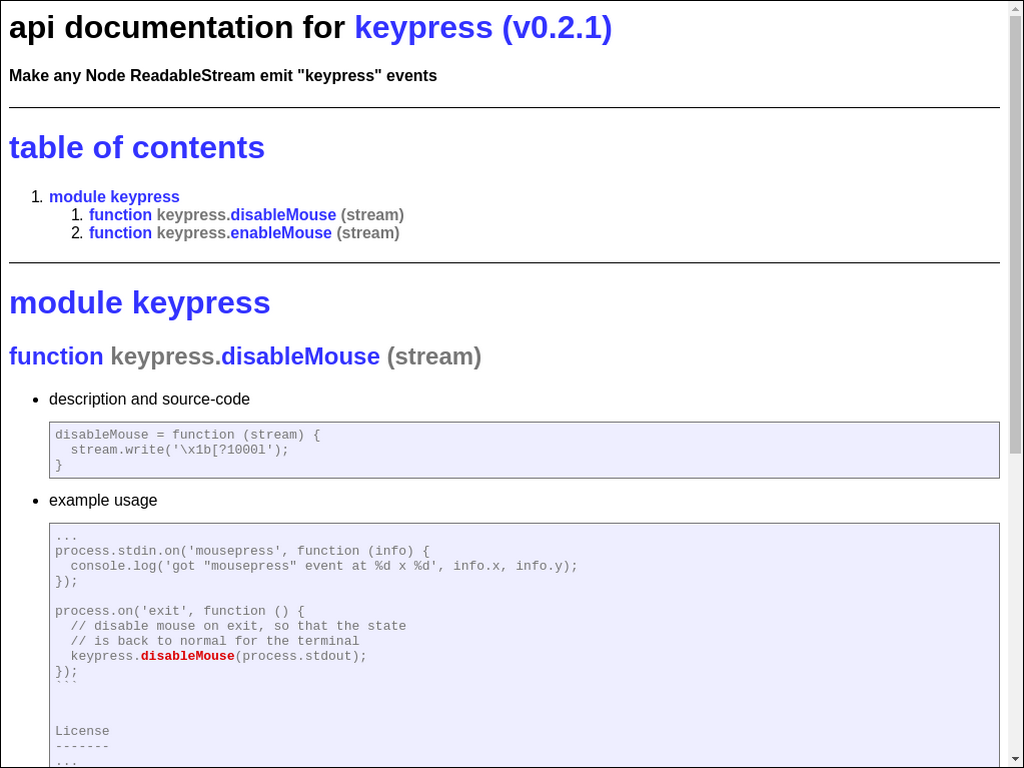 api documentation for keypress (v0.2.1)
Make any Node ReadableStream emit "keypress" events
table of contents
1. module keypress
1. function keypress.disableMouse (stream)
2. function keypress.enableMouse (stream)
module keypress
function keypress.disableMouse (stream)
• description and source-code
disableMouse = function (stream) {
  stream.write('\x1b[?1000l');
}
• example usage
...
process.stdin.on('mousepress', function (info) {
  console.log('got "mousepress" event at %d x %d', info.x, info.y);
});

process.on('exit', function () {
  // disable mouse on exit, so that the state
  // is back to normal for the terminal
  keypress.disableMouse(process.stdout);
});
```

License
-------
...